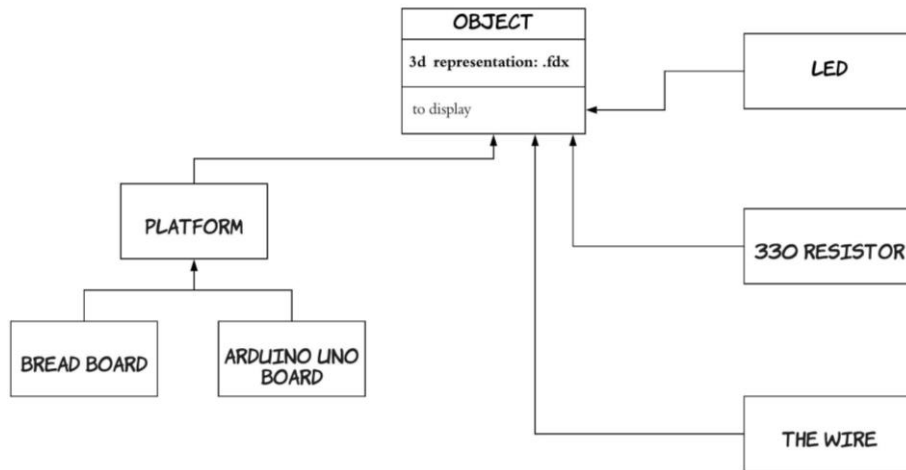 OBJECT
3d representation: .fdx
to display
LED
PLATFORM
330 RESISTOR
BREAD BOARD
ARDUINO UNO
BOARD
THE WIRE